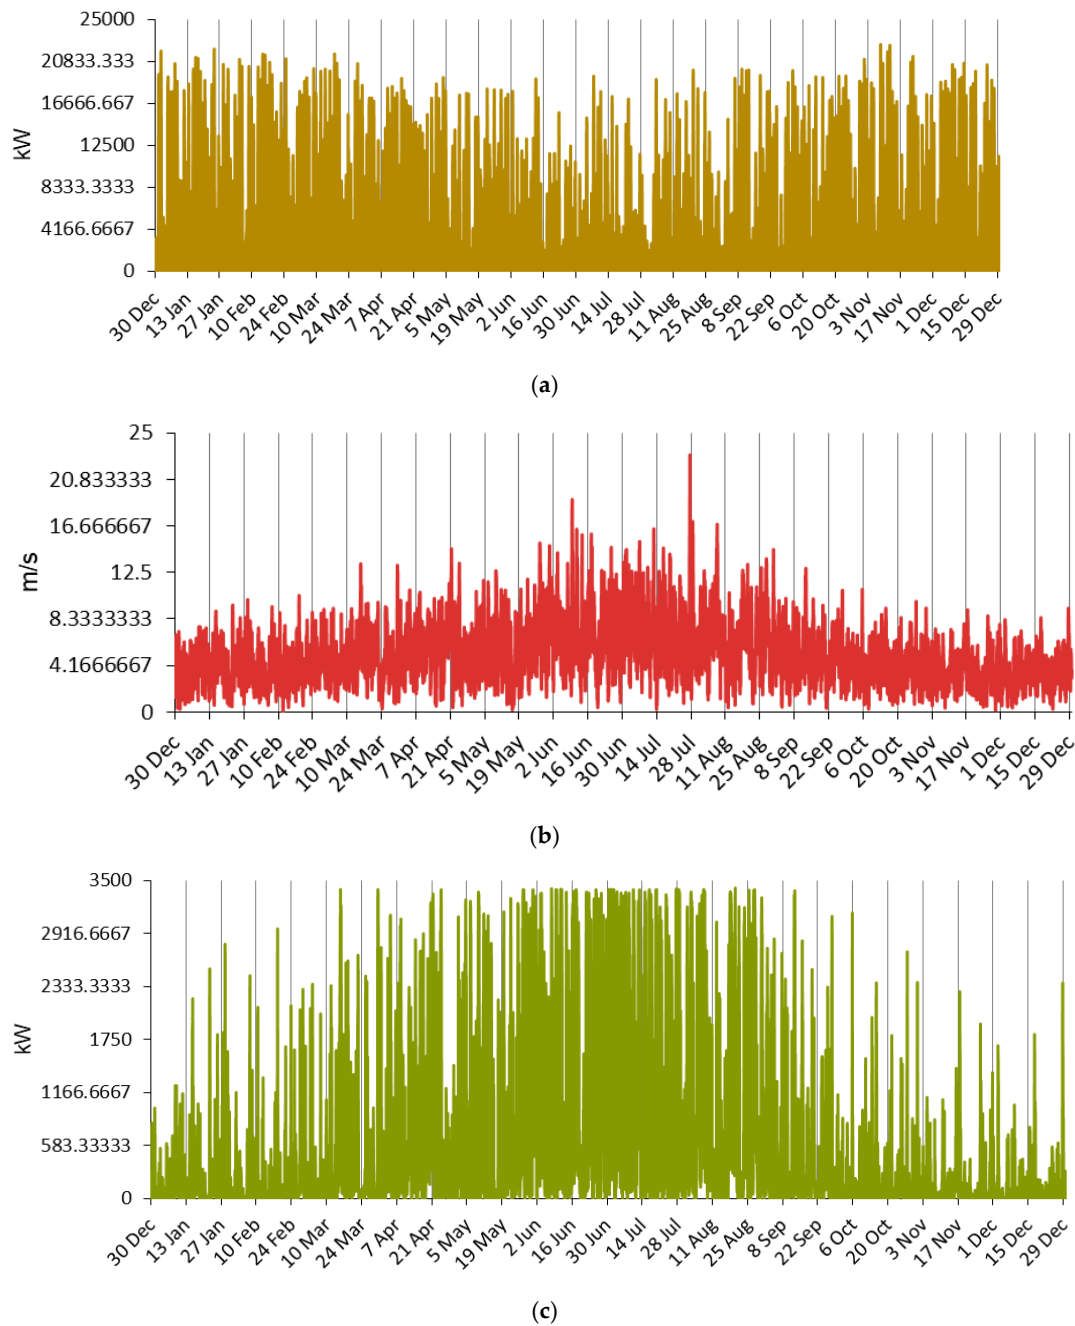 25000
20833.333
16666.667
12500
8333.3333
4166.6667
0
kW
30 Dec 13 Jan 27 Jan 10 Feb 24 Feb 10 Mar 24 Mar 7 Apr 21 Apr 5 May 19 May 2 Jun 16 Jun 30 Jun 14 Jul 28 Jul 11 Aug 25 Aug 8 Sep 22 Sep 6 Oct 20 Oct 3 Nov 17 Nov 1 Dec 15 Dec 29 Dec
(a)
25
20.833333
16.666667
12.5
8.3333333
4.1666667
0
m/s
30 Dec 13 Jan 27 Jan 10 Feb 24 Feb 10 Mar 24 Mar 7 Apr 21 Apr 5 May 19 May 2 Jun 16 Jun 30 Jun 14 Jul 28 Jul 11 Aug 25 Aug 8 Sep 22 Sep 6 Oct 20 Oct 3 Nov 17 Nov 1 Dec 15 Dec 29 Dec
(b)
3500
2916.6667
2333.3333
1750
1166.6667
583.33333
0
kW
30 Dec 13 Jan 27 Jan 10 Feb 24 Feb 10 Mar 24 Mar 7 Apr 21 Apr 5 May 19 May 2 Jun 16 Jun 30 Jun 14 Jul 28 Jul 11 Aug 25 Aug 8 Sep 22 Sep 6 Oct 20 Oct 3 Nov 17 Nov 1 Dec 15 Dec 29 Dec
(c)